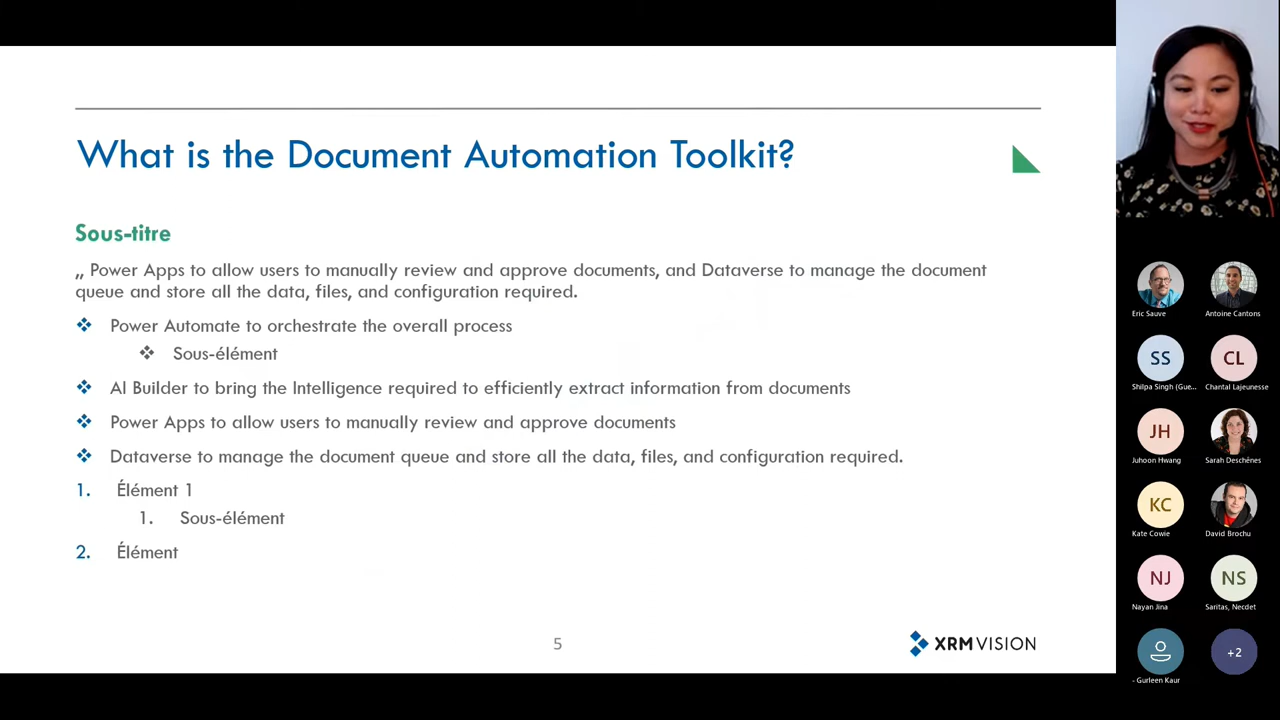 What is the Document Automation Toolkit?
Sous-titre
„ Power Apps to allow users to manually review and approve documents, and Dataverse to manage the document
queue and store all the data, files, and configuration required.
Power Automate to orchestrate the overall process
Sous-élément
AI Builder to bring the Intelligence required to efficiently extract information from documents
Power Apps to allow users to manually review and approve documents
Dataverse to manage the document queue and store all the data, files, and configuration required.
1. Élément 1
1. Sous-élément
2. Élément
5
XRM VISION
Eric Sauve
Antoine Cantons
SS
CL
Shilpa Singh (Gue...
Chantal Lajeunesse
JH
Juhoon Hwang
Sarah Deschênes
KC
Kate Cowie
David Brochu
NJ
NS
Nayan Jina
Saritas, Necdet
+2
- Gurleen Kaur